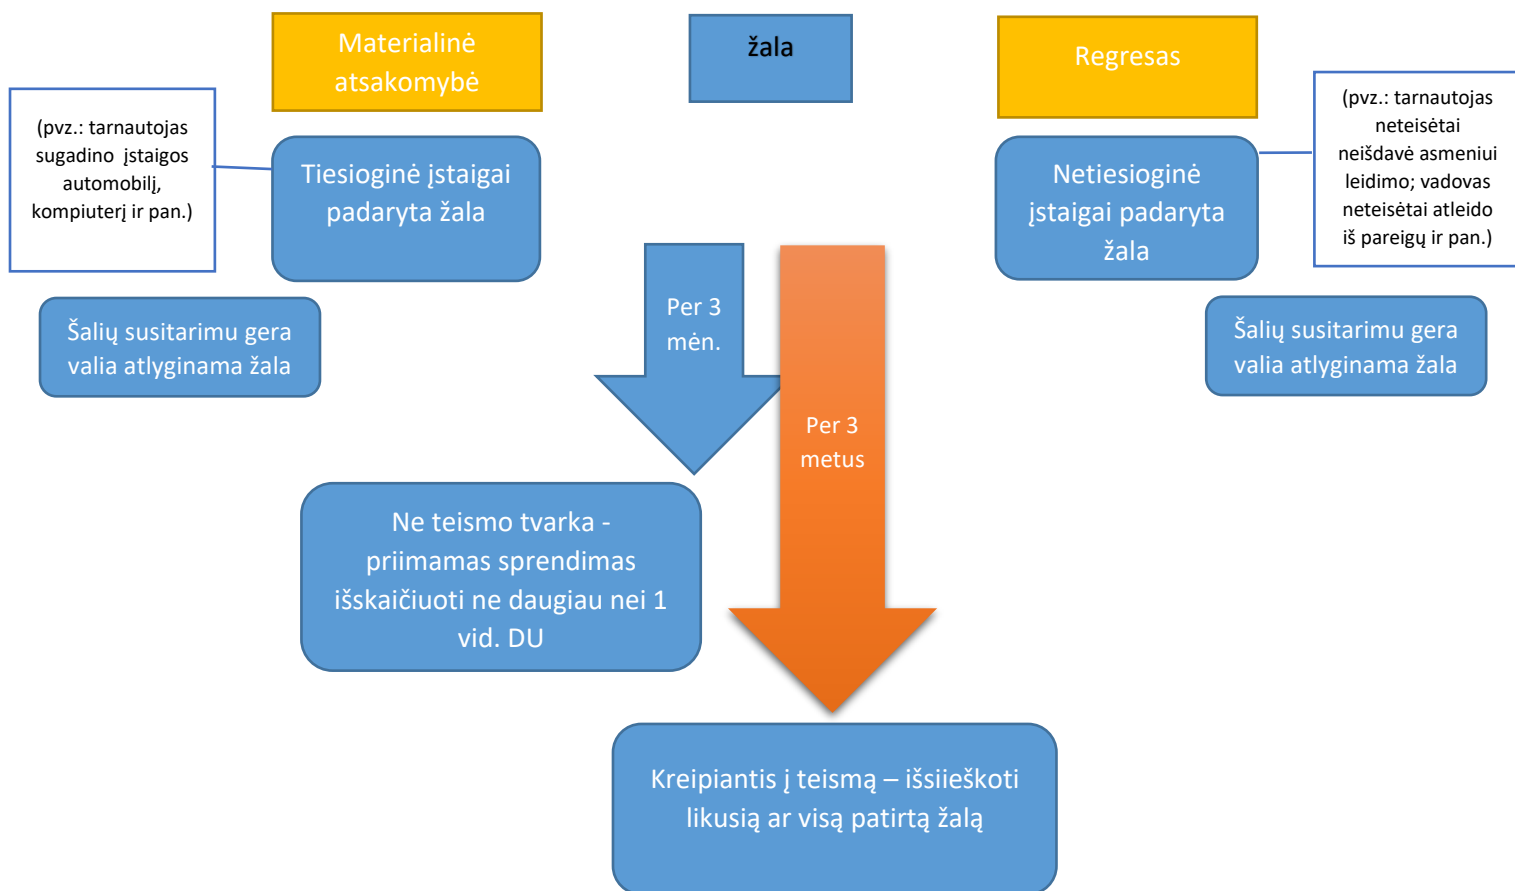 Materialinė
atsakomybė
žala
Regresas
(pvz.: tarnautojas
sugadino įstaigos
automobilį,
kompiuterį ir pan.)
Tiesioginė įstaigai
padaryta žala
Netiesioginė
įstaigai padaryta
žala
(pvz.: tarnautojas
neteisėtai
neišdavė asmeniui
leidimo; vadovas
neteisėtai atleido
iš pareigų ir pan.)
Šalių susitarimu gera
valia atlyginama žala
Per 3
mėn.
Šalių susitarimu gera
valia atlyginama žala
Per 3
metus
Ne teismo tvarka -
priimamas sprendimas
išskaičiuoti ne daugiau nei 1
vid. DU
Kreipiantis į teismą – išsiieškoti
likusią ar visą patirtą žalą